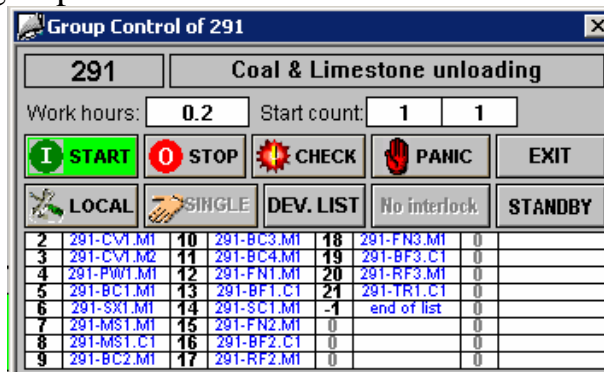 Group Control of 291
291 Coal & Limestone unloading
Work hours: 0.2 Start count: 1 1
I START O STOP CHECK PANIC EXIT
LOCAL SINGLE DEV. LIST No interlock STANDBY
2 291-CV1.M1 10 291-BC3.M1 18 291-FN3.M1 0
3 291-CV1.M2 11 291-BC4.M1 19 291-BF3.C1 0
4 291-PW1.M1 12 291-FN1.M1 20 291-RF3.M1 0
5 291-BC1.M1 13 291-BF1.C1 21 291-TR1.C1 0
6 291-SX1.M1 14 291-SC1.M1 -1 end of list 0
7 291-MS1.M1 15 291-FN2.M1 0 0
8 291-MS1.C1 16 291-BF2.C1 0 0
9 291-BC2.M1 17 291-RF2.M1 0 0